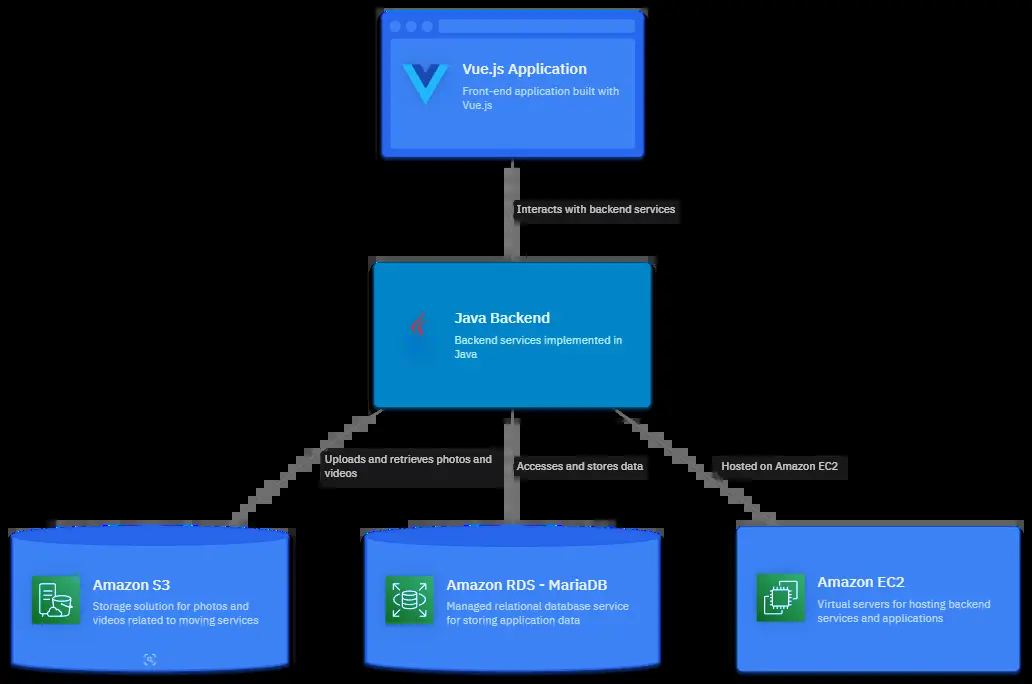 Vue.js Application
Front-end application built with
Vue.js
Interacts with backend services
Java Backend
Backend services implemented in
Java
Uploads and retrieves photos and
videos
Accesses and stores data
Hosted on Amazon EC2
Amazon S3
Storage solution for photos and
videos related to moving services
Amazon RDS - MariaDB
Managed relational database service
for storing application data
Amazon EC2
Virtual servers for hosting backend
services and applications